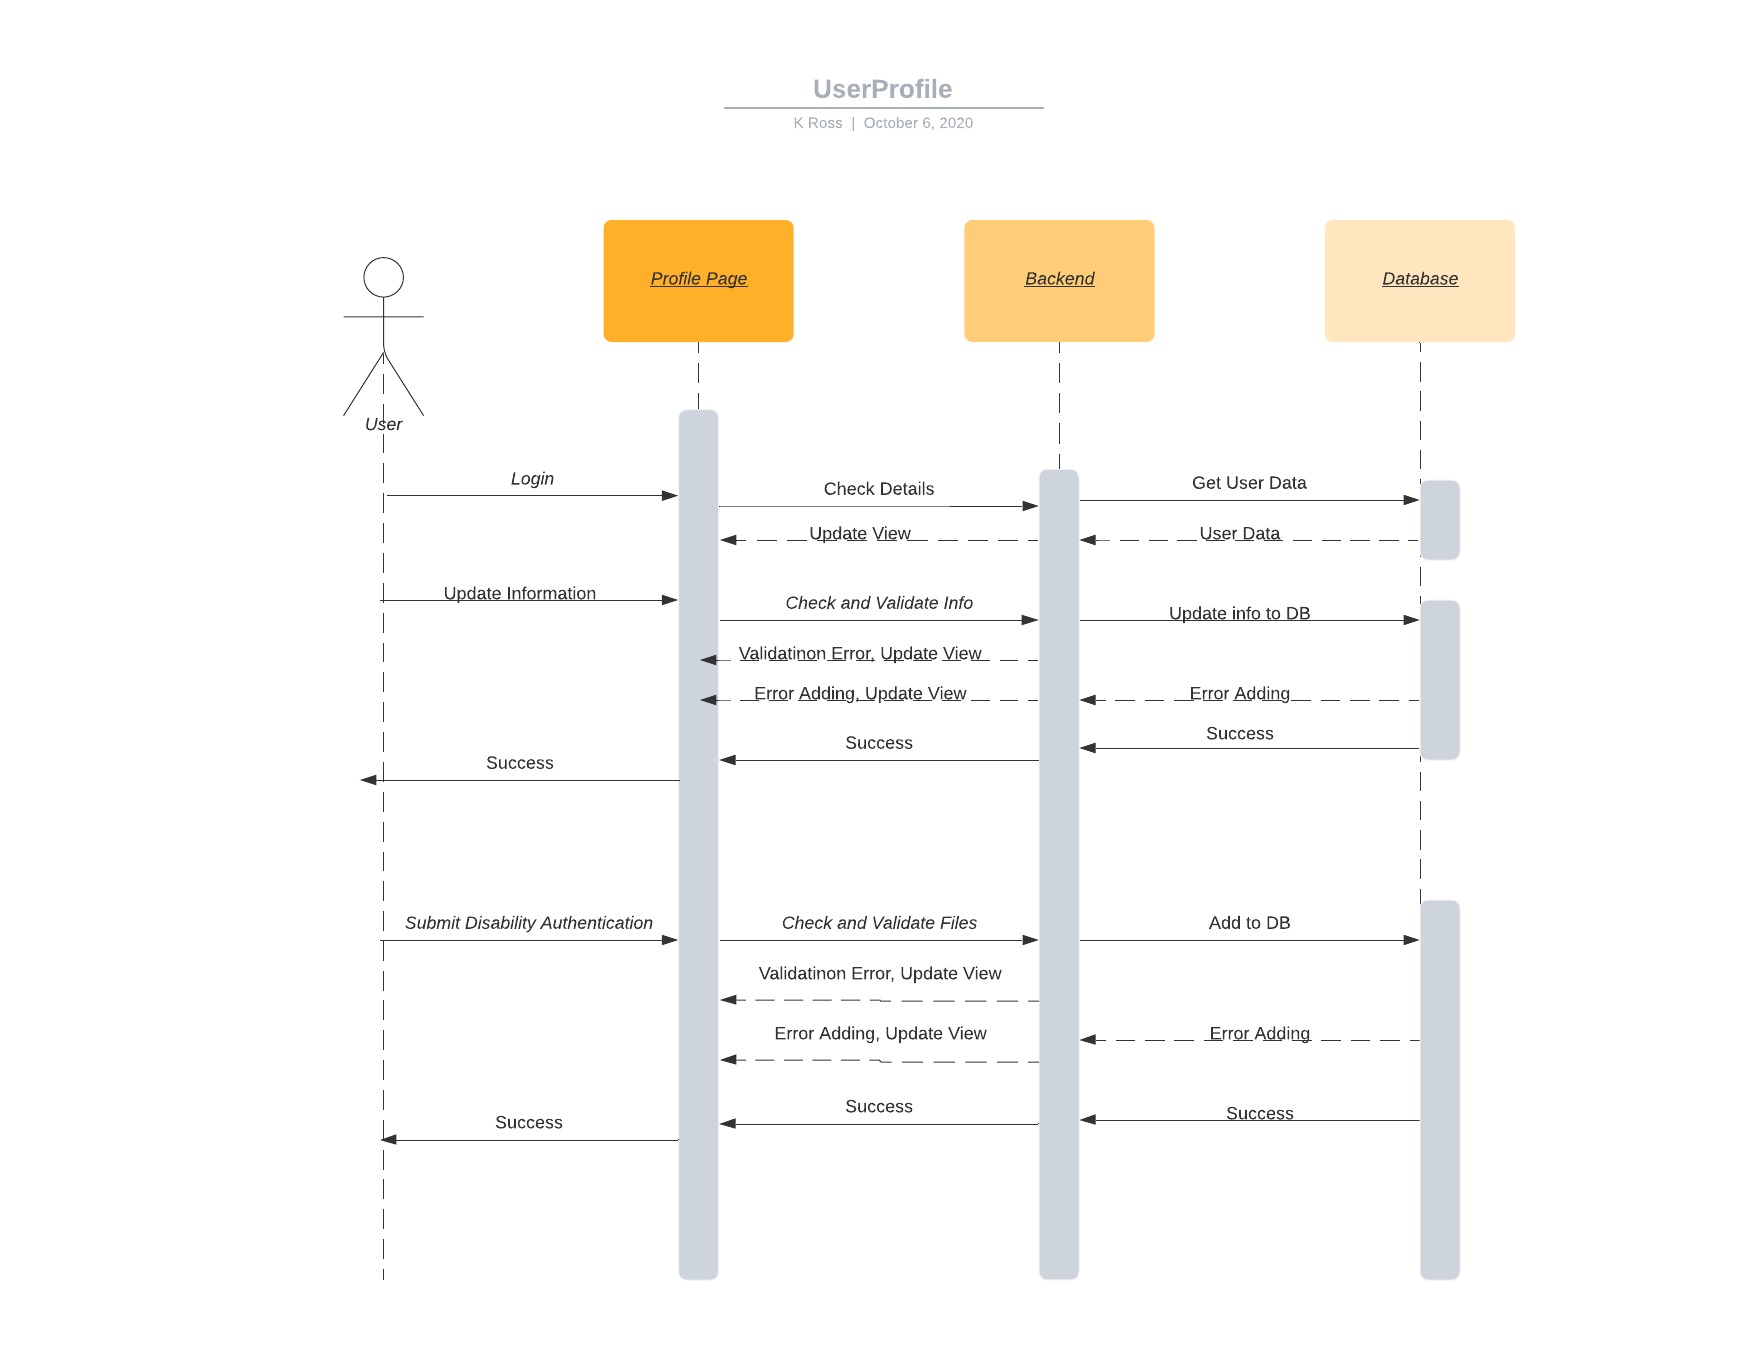 UserProfile
K Ross | October 6, 2020
Profile Page
Backend
Database
User
Login
Check Details
Get User Data
Update View
User Data
Update Information
Check and Validate Info
Update info to DB
Validatinon Error, Update View
Error Adding, Update View
Error Adding
Success
Success
Success
Submit Disability Authentication
Check and Validate Files
Add to DB
Validatinon Error, Update View
Error Adding, Update View
Error Adding
Success
Success
Success